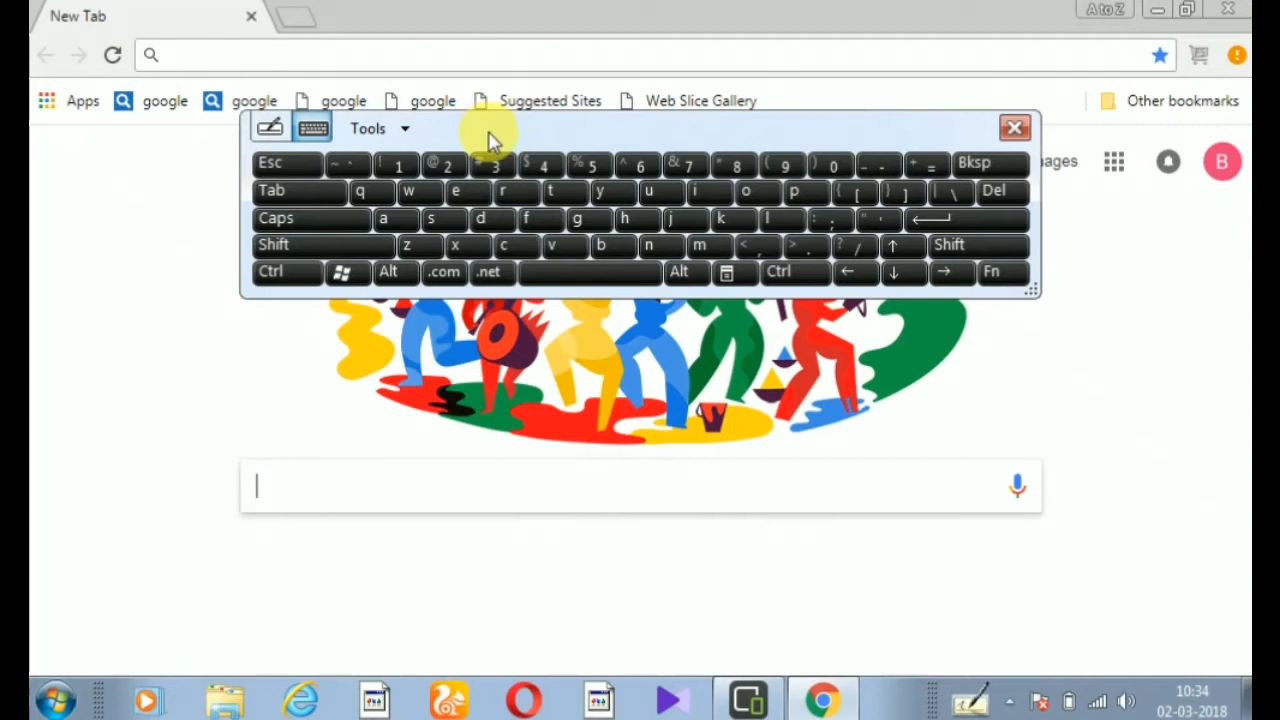 New Tab
A to Z
Apps google google google google Suggested Sites Web Slice Gallery Other bookmarks
Tools
ages
B
Esc ~ ` ! 1 @ 2 # 3 $ 4 % 5 ^ 6 & 7 * 8 ( 9 ) 0 _ - + = Bksp
Tab q w e r t y u i o p { [ } ] | \ Del
Caps a s d f g h j k l : ; " '
Shift z x c v b n m < , > . ? / ↑ Shift
Ctrl Alt .com .net Alt Ctrl ← ↓ → Fn
10:34
02-03-2018